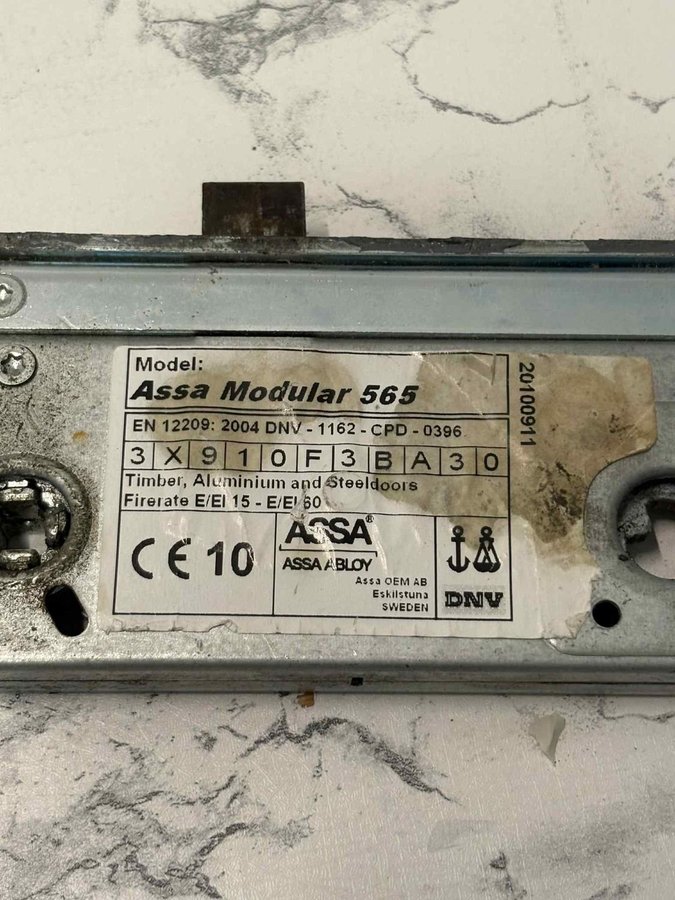 Model:
Assa Modular 565
EN 12209: 2004 DNV - 1162 - CPD - 0396
3 X 9 1 0 F 3 B A 3 0
Timber, Aluminium and Steeldoors
Firerate E/EI 15 - E/EI 60
CE 10
ASSA®
ASSA ABLOY
Assa OEM AB
Eskilstuna
SWEDEN
DNV
20100911